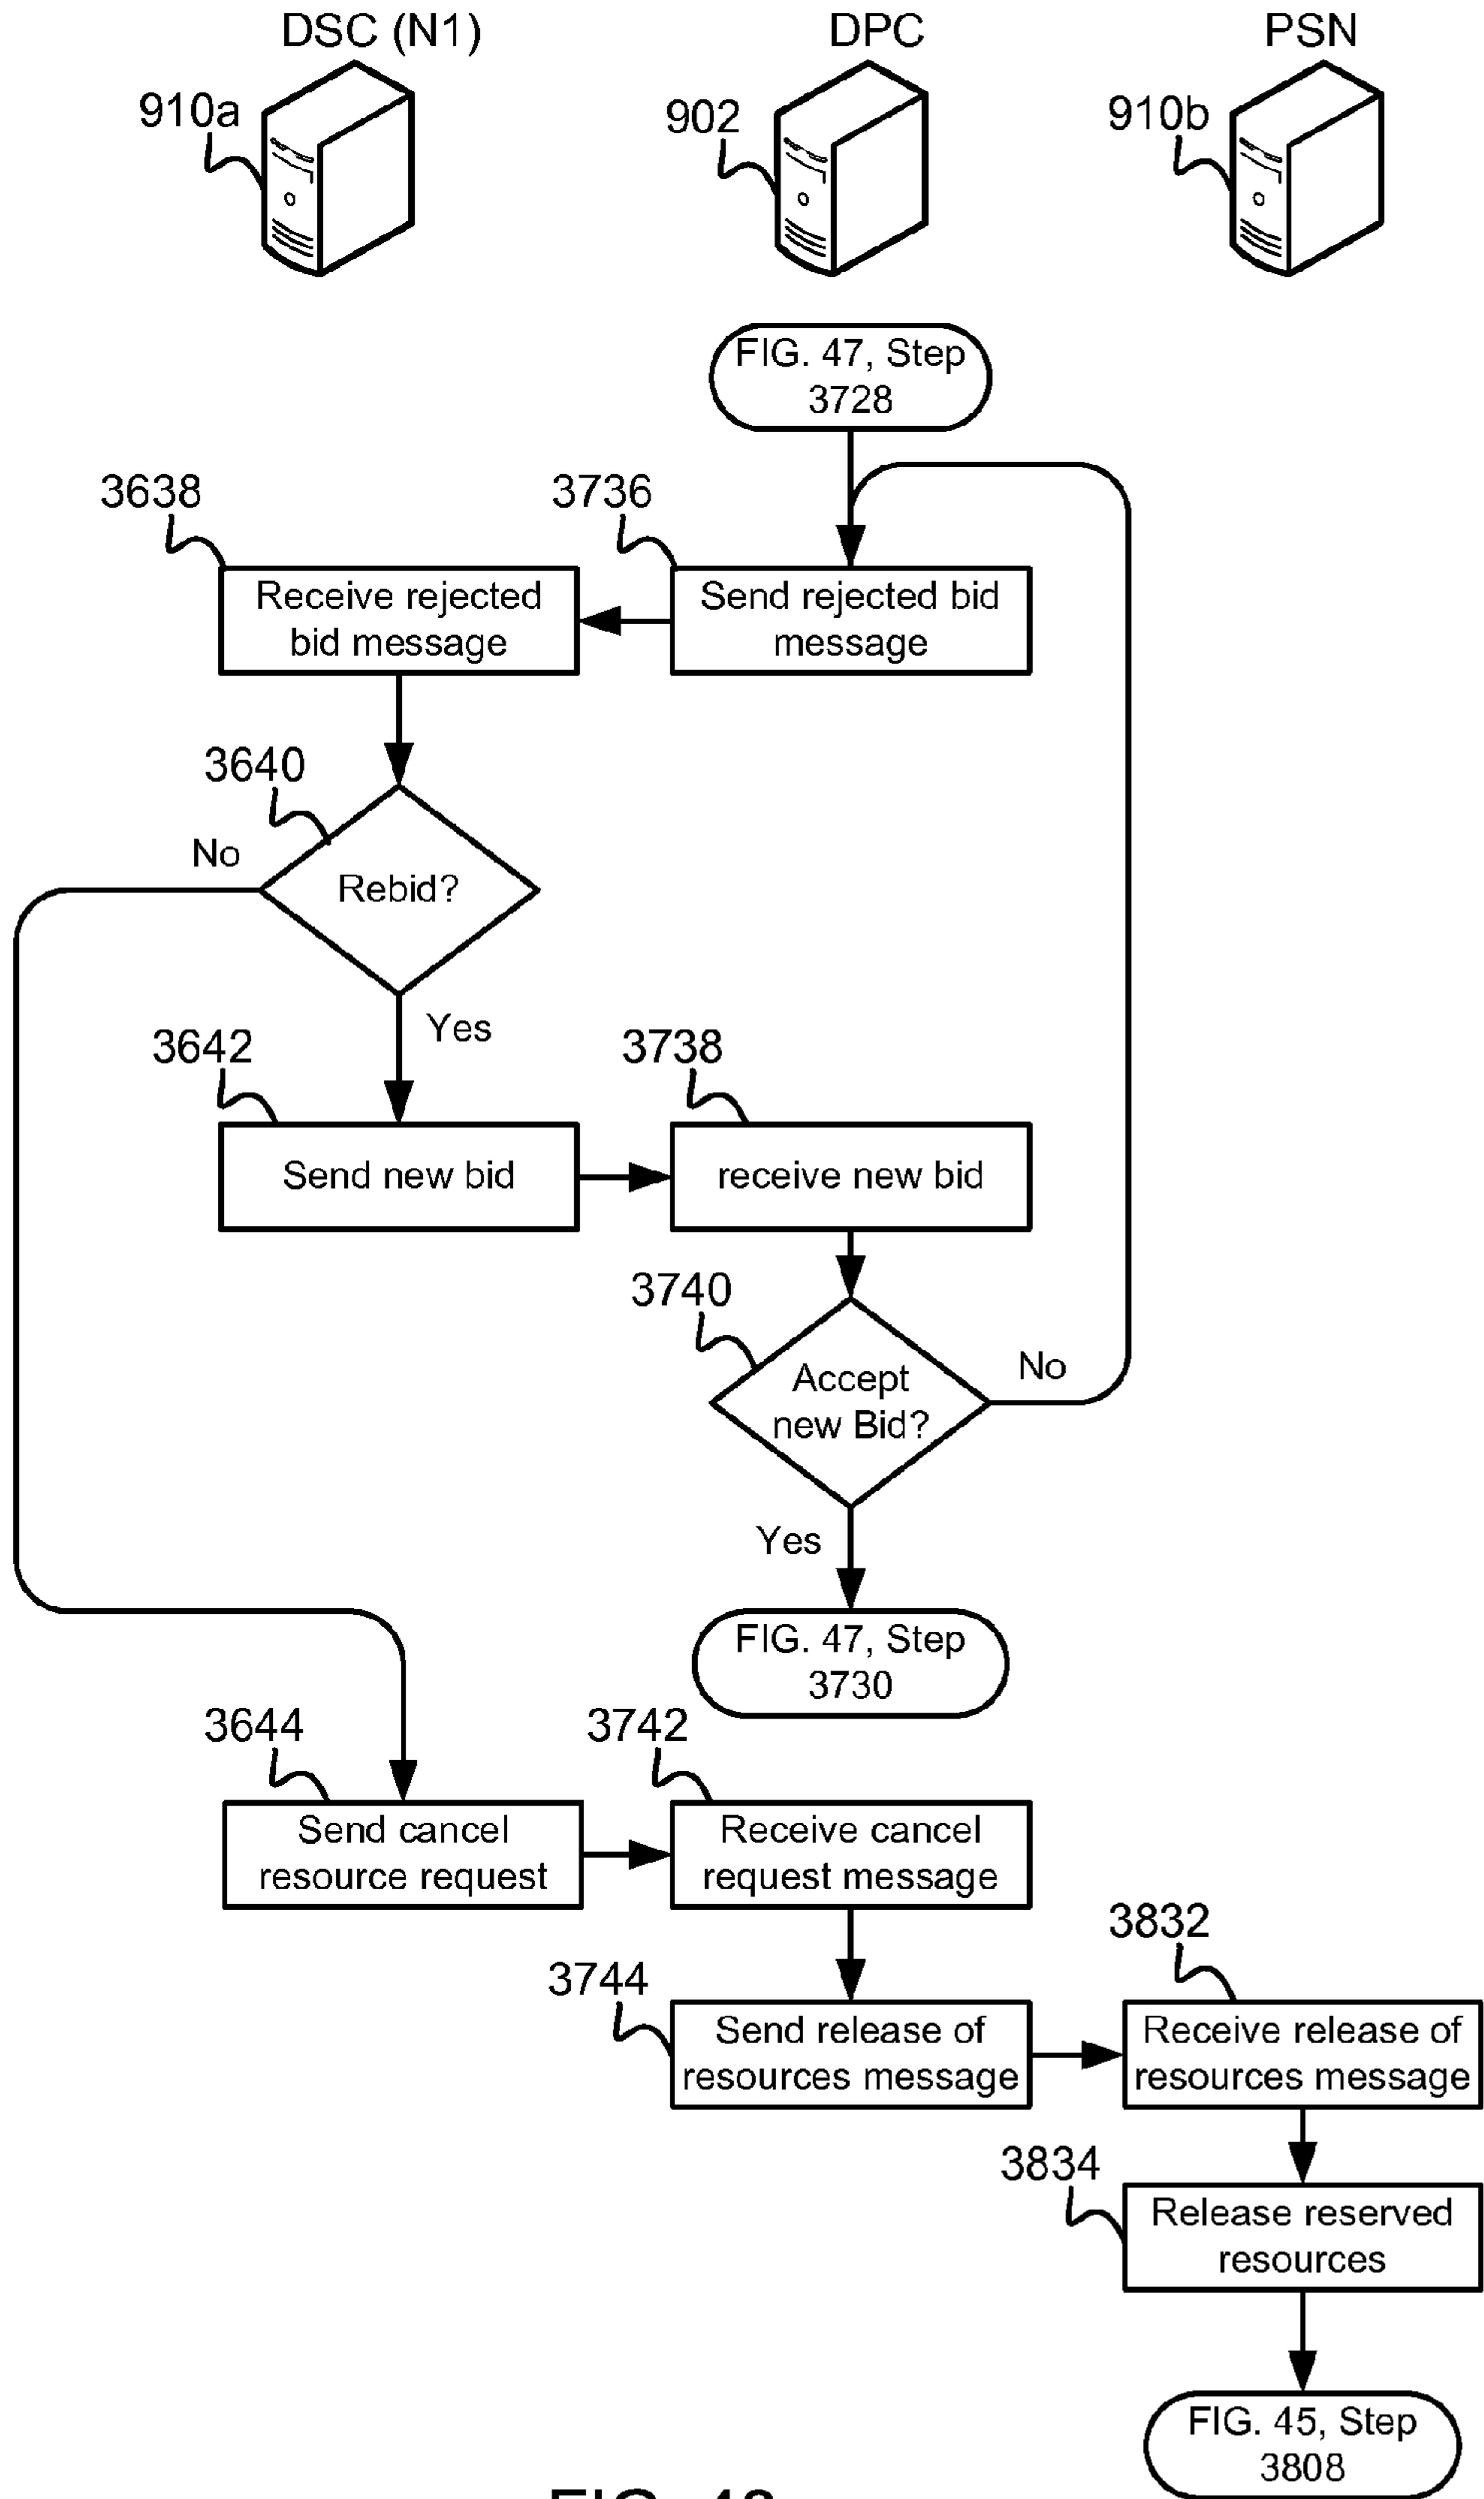 DSC (N1)
DPC
PSN
910a
902
910b
FIG. 47, Step
3728
3638
3736
Receive rejected
bid message
Send rejected bid
message
3640
No
Rebid?
Yes
3642
3738
Send new bid
receive new bid
3740
Accept
new Bid?
No
Yes
FIG. 47, Step
3730
3644
3742
Send cancel
resource request
Receive cancel
request message
3832
3744
Send release of
resources message
Receive release of
resources message
3834
Release reserved
resources
FIG. 45, Step
3808